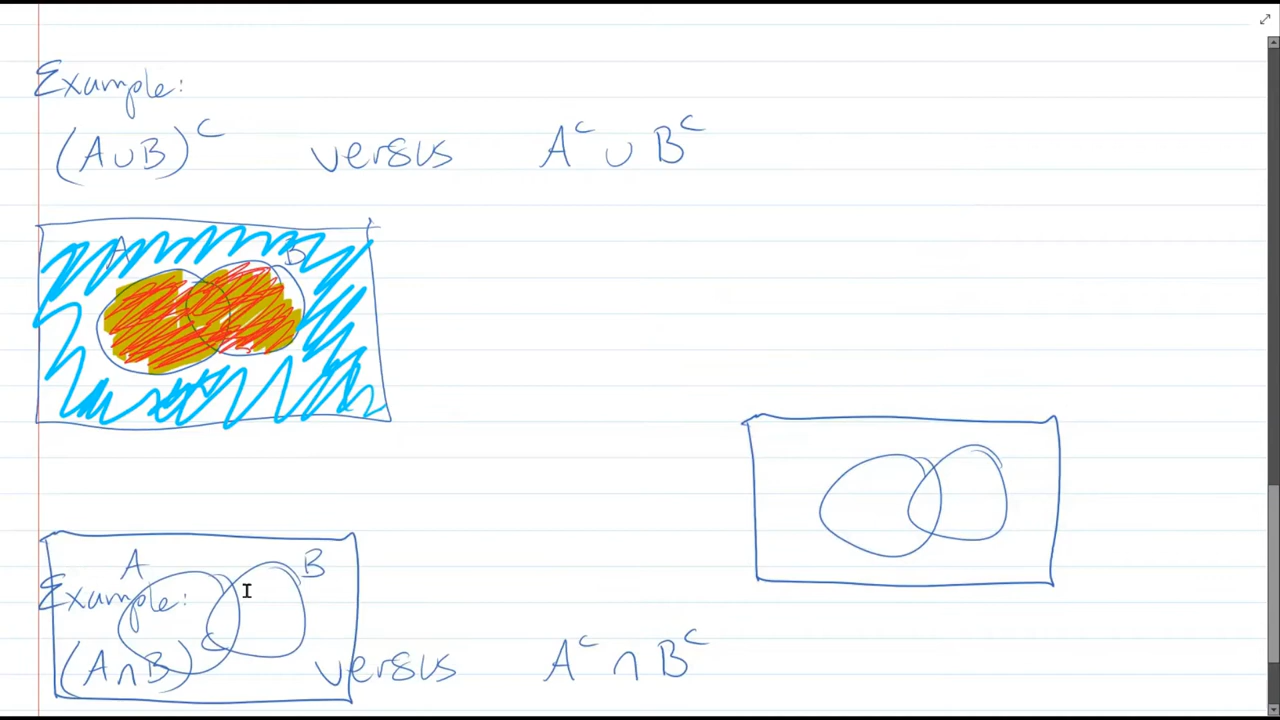 Example:
(A∪B)ᶜ versus Aᶜ ∪ Bᶜ
A B
A B
Example:
(A∩B)ᶜ versus Aᶜ ∩ Bᶜ